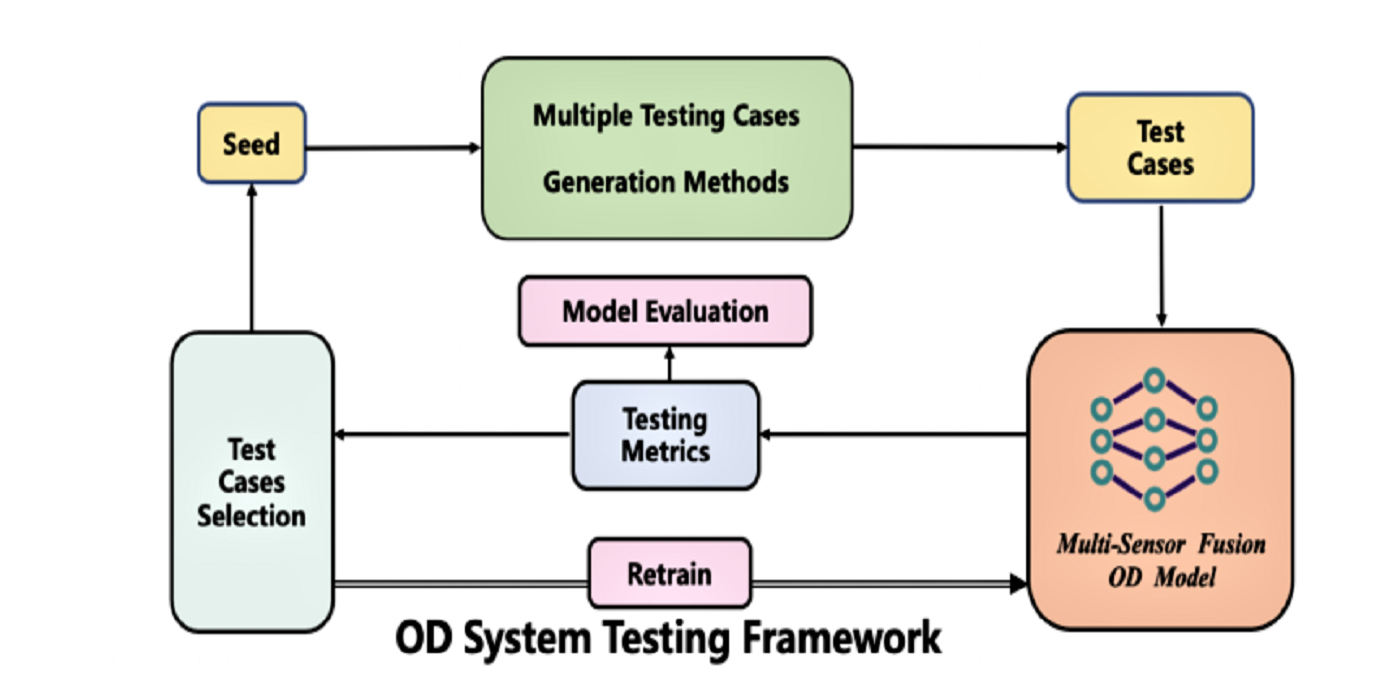 Seed
Multiple Testing Cases
Generation Methods
Test
Cases
Model Evaluation
Testing
Metrics
Test
Cases
Selection
Multi-Sensor Fusion
OD Model
Retrain
OD System Testing Framework